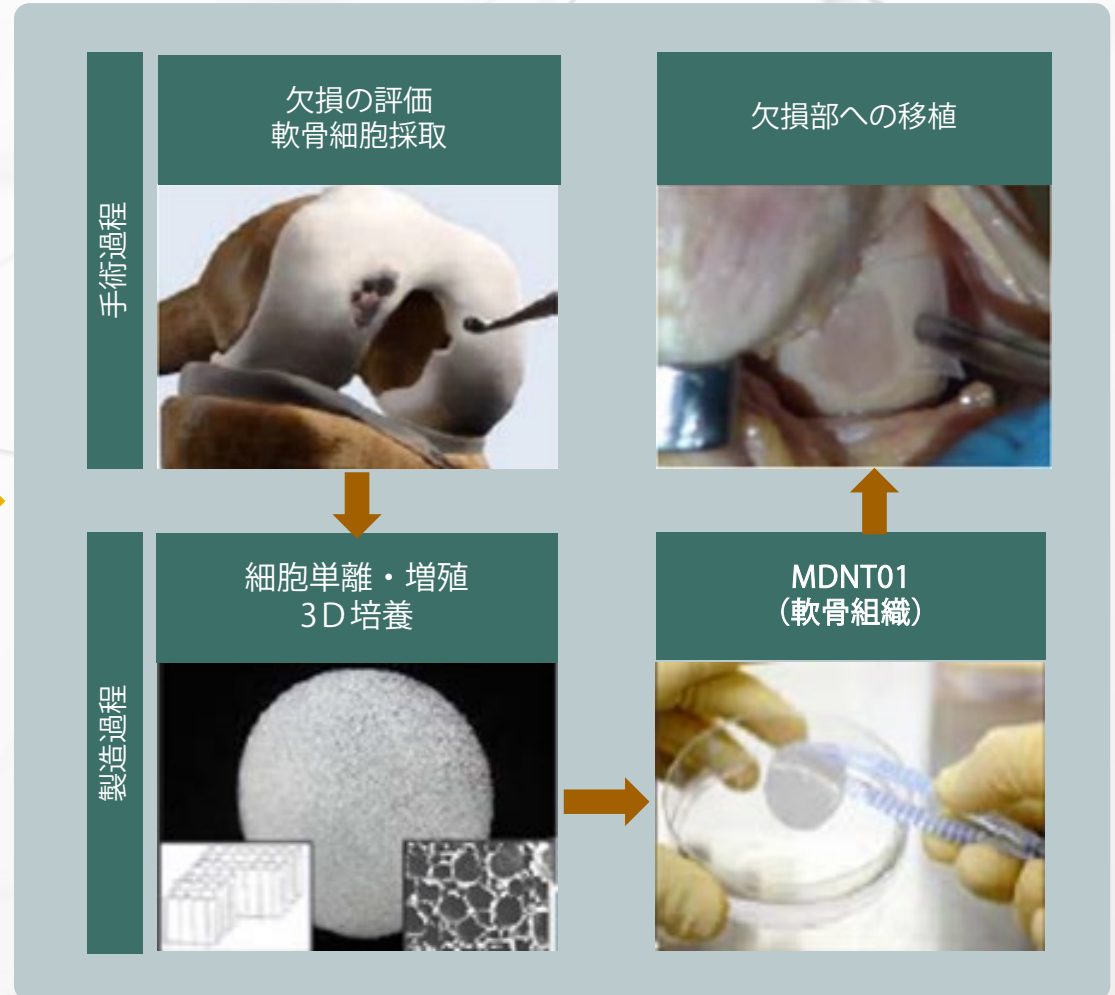 手術過程
欠損の評価
軟骨細胞採取
欠損部への移植
製造過程
細胞単離・増殖
3D培養
MDNT01
(軟骨組織)